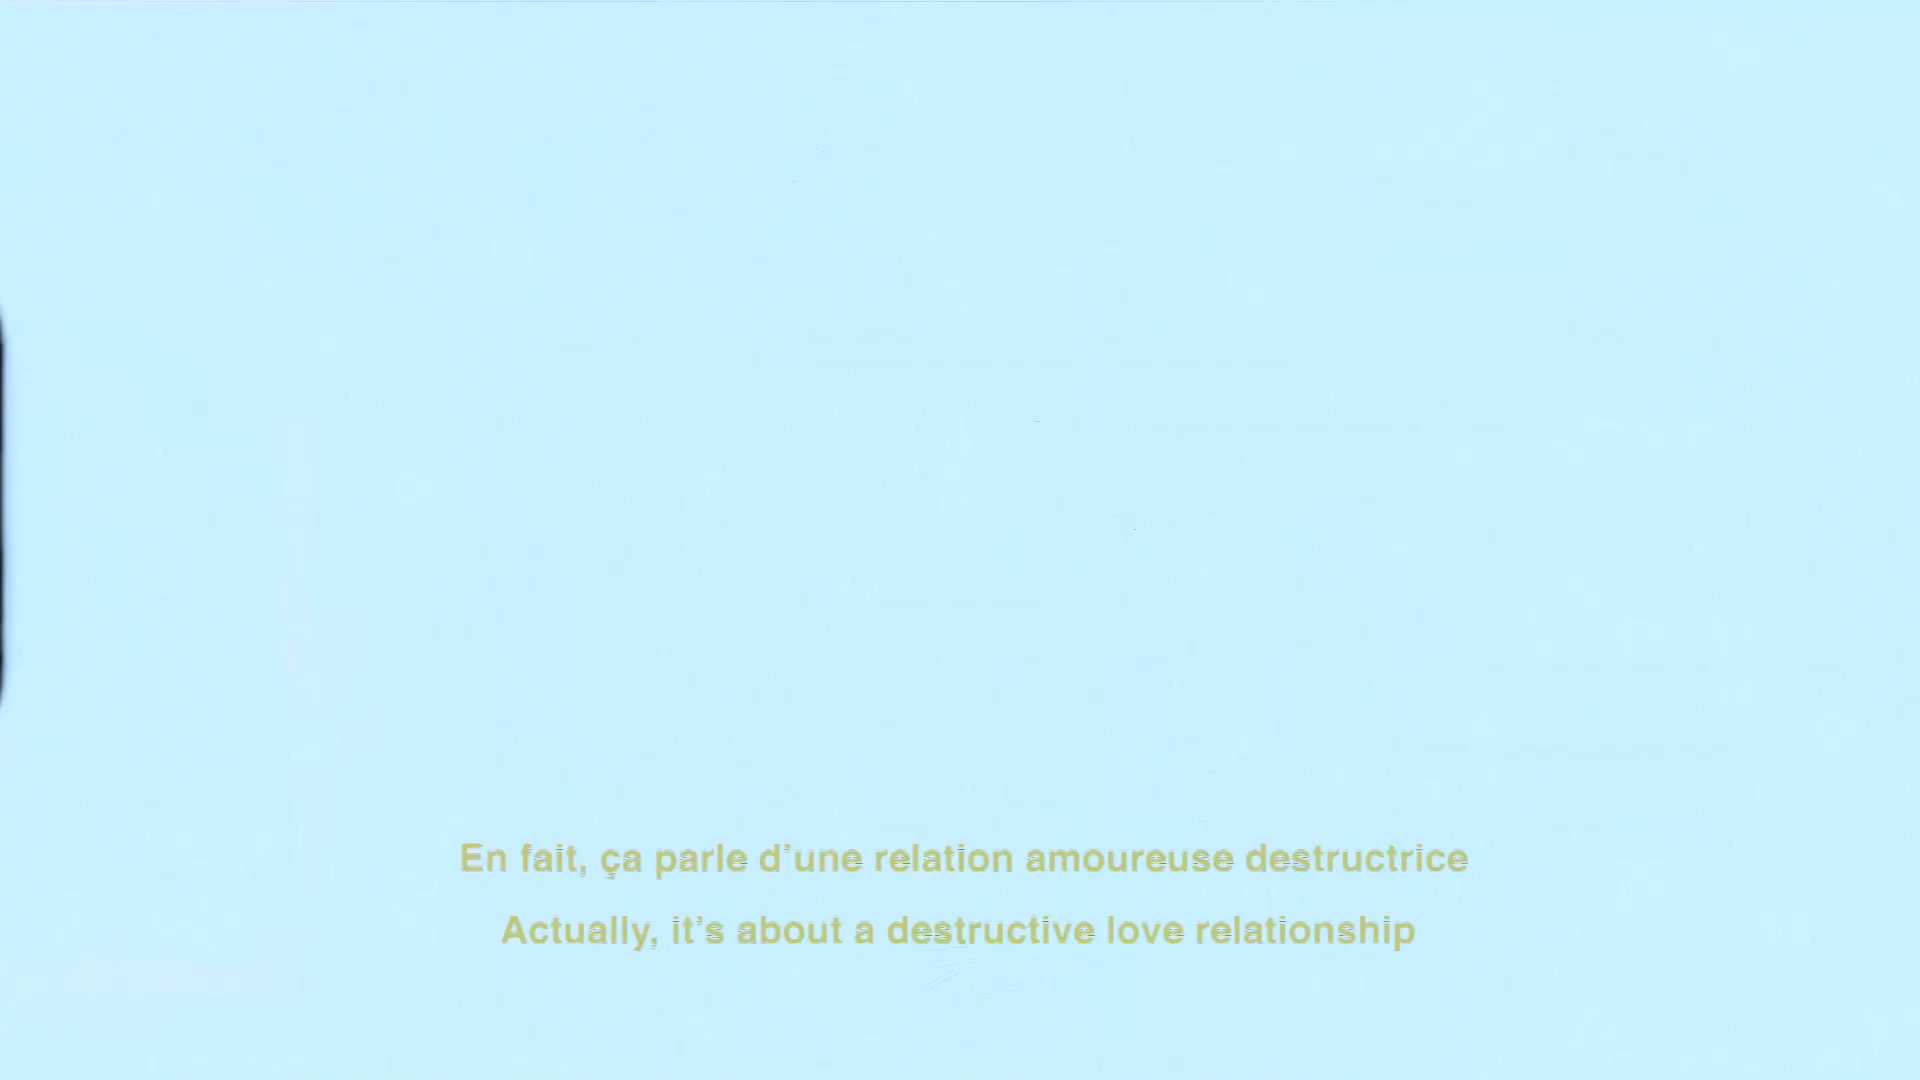 En fait, ça parle d’une relation amoureuse destructrice
Actually, it’s about a destructive love relationship